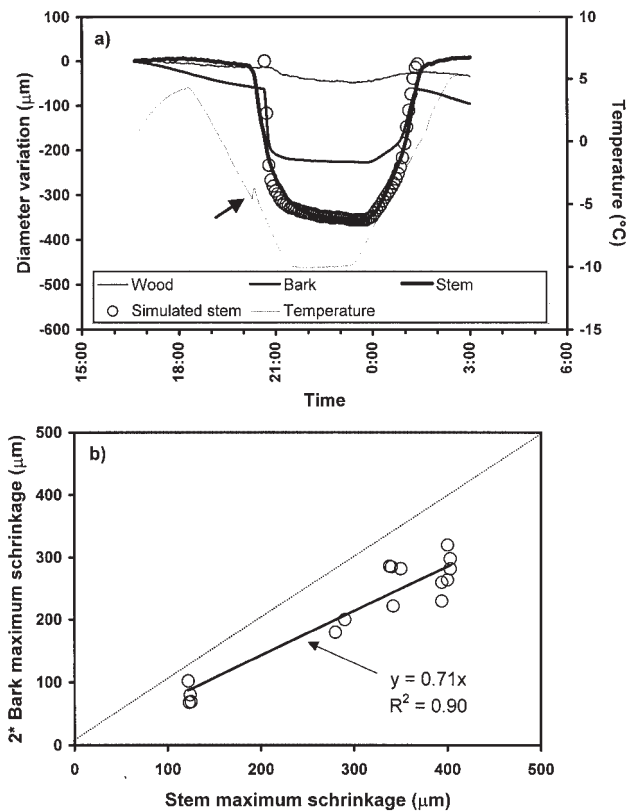 a)
100
0
-100
-200
-300
-400
-500
-600
Diameter variation (μm)
10
5
0
-5
-10
-15
Temperature (°C)
Wood Bark Stem
Simulated stem Temperature
15:00 18:00 21:00 0:00 3:00 6:00
Time
b)
500
400
300
200
100
0
2* Bark maximum schrinkage (μm)
y = 0.71x
R² = 0.90
0 100 200 300 400 500
Stem maximum schrinkage (μm)